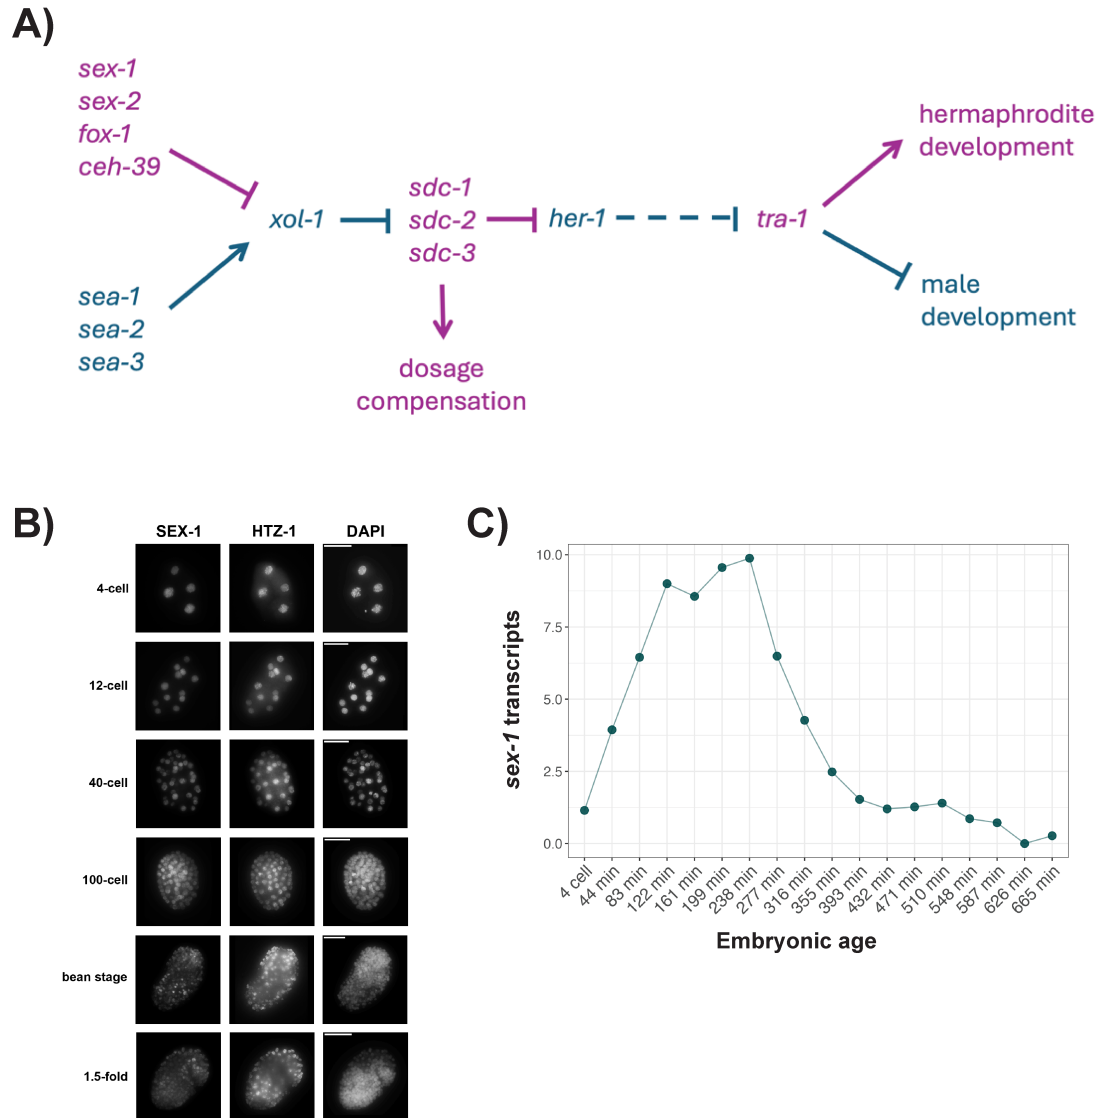 A)
sex-1
sex-2
fox-1
ceh-39
sea-1
sea-2
sea-3
xol-1
sdc-1
sdc-2
sdc-3
dosage
compensation
her-1
tra-1
hermaphrodite
development
male
development
B)
SEX-1 HTZ-1 DAPI
4-cell
12-cell
40-cell
100-cell
bean stage
1.5-fold
C)
sex-1 transcripts
10.0
7.5
5.0
2.5
0.0
4 cell
44 min
83 min
122 min
161 min
199 min
238 min
277 min
316 min
355 min
393 min
432 min
471 min
510 min
548 min
587 min
626 min
665 min
Embryonic age